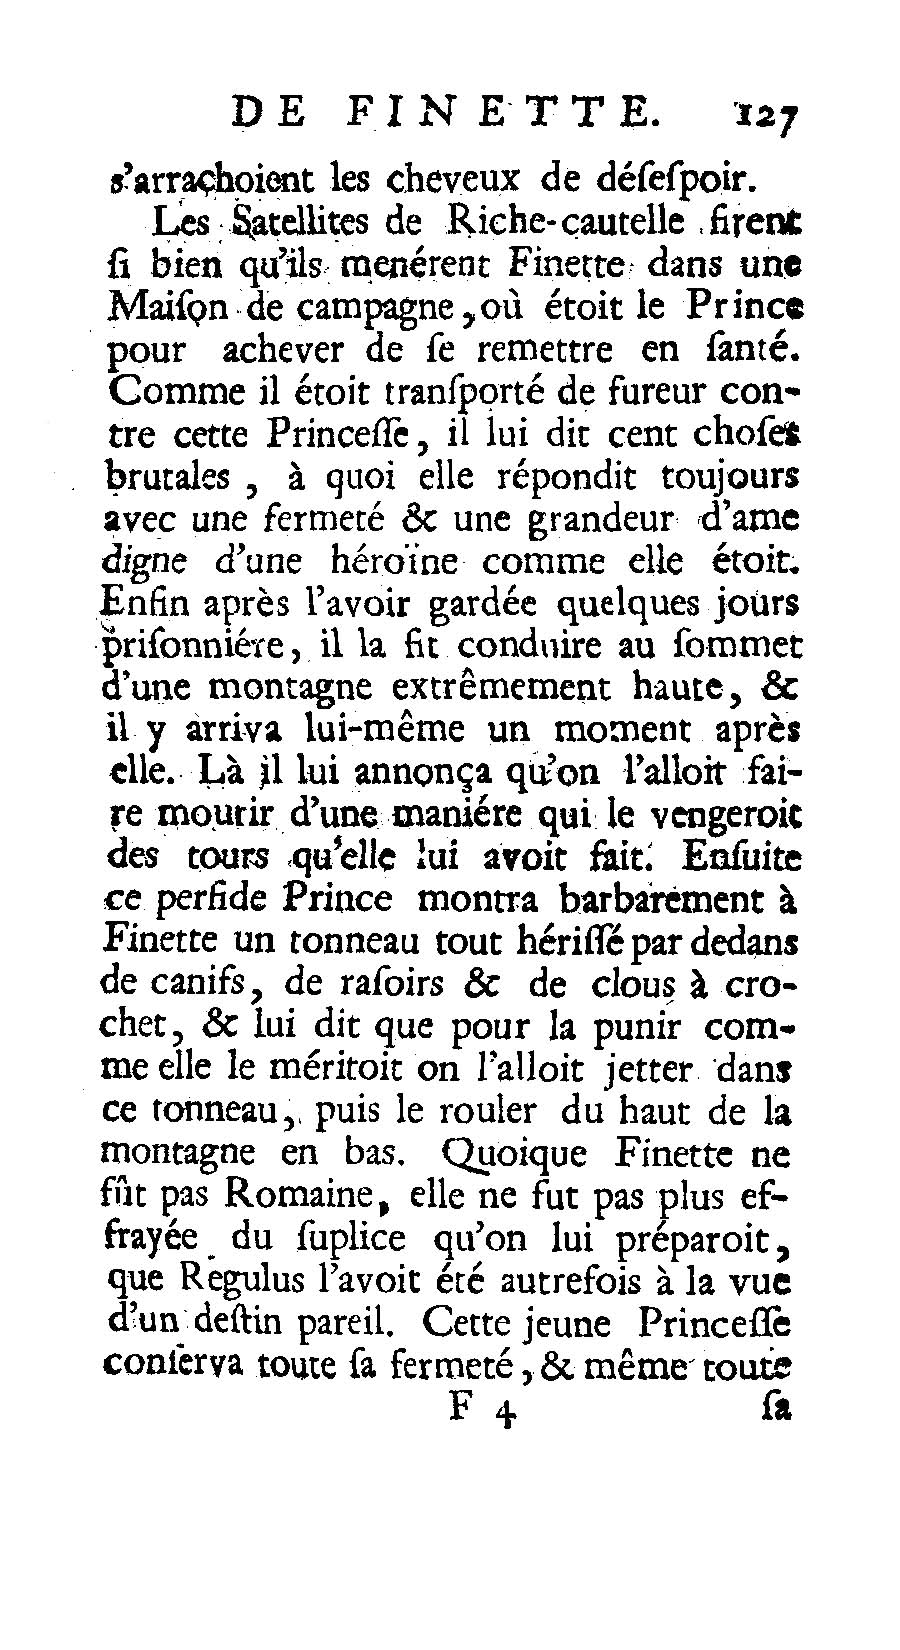 DE FINETTE. 127
s'arrachoient les cheveux de déſeſpoir.
Les Satellites de Riche-cautelle firent
ſi bien qu'ils menérent Finette dans une
Maiſon de campagne, où étoit le Prince
pour achever de ſe remettre en ſanté.
Comme il étoit tranſporté de fureur con-
tre cette Princeſſe, il lui dit cent choſes
brutales, à quoi elle répondit toujours
avec une fermeté & une grandeur d'ame
digne d'une héroïne comme elle étoit.
Enfin après l'avoir gardée quelques jours
priſonniére, il la fit conduire au ſommet
d'une montagne extrêmement haute, &
il y arriva lui-même un moment après
elle. Là il lui annonça qu'on l'alloit fai-
re mourir d'une maniére qui le vengeroit
des tours qu'elle lui avoit fait. Enſuite
ce perfide Prince montra barbarement à
Finette un tonneau tout hériſſé par dedans
de canifs, de raſoirs & de clous à cro-
chet, & lui dit que pour la punir com-
me elle le méritoit on l'alloit jetter dans
ce tonneau, puis le rouler du haut de la
montagne en bas. Quoique Finette ne
fût pas Romaine, elle ne fut pas plus ef-
frayée du ſuplice qu'on lui préparoit,
que Regulus l'avoit été autrefois à la vue
d'un deſtin pareil. Cette jeune Princeſſe
conſerva toute ſa fermeté, & même toute
F 4 ſa